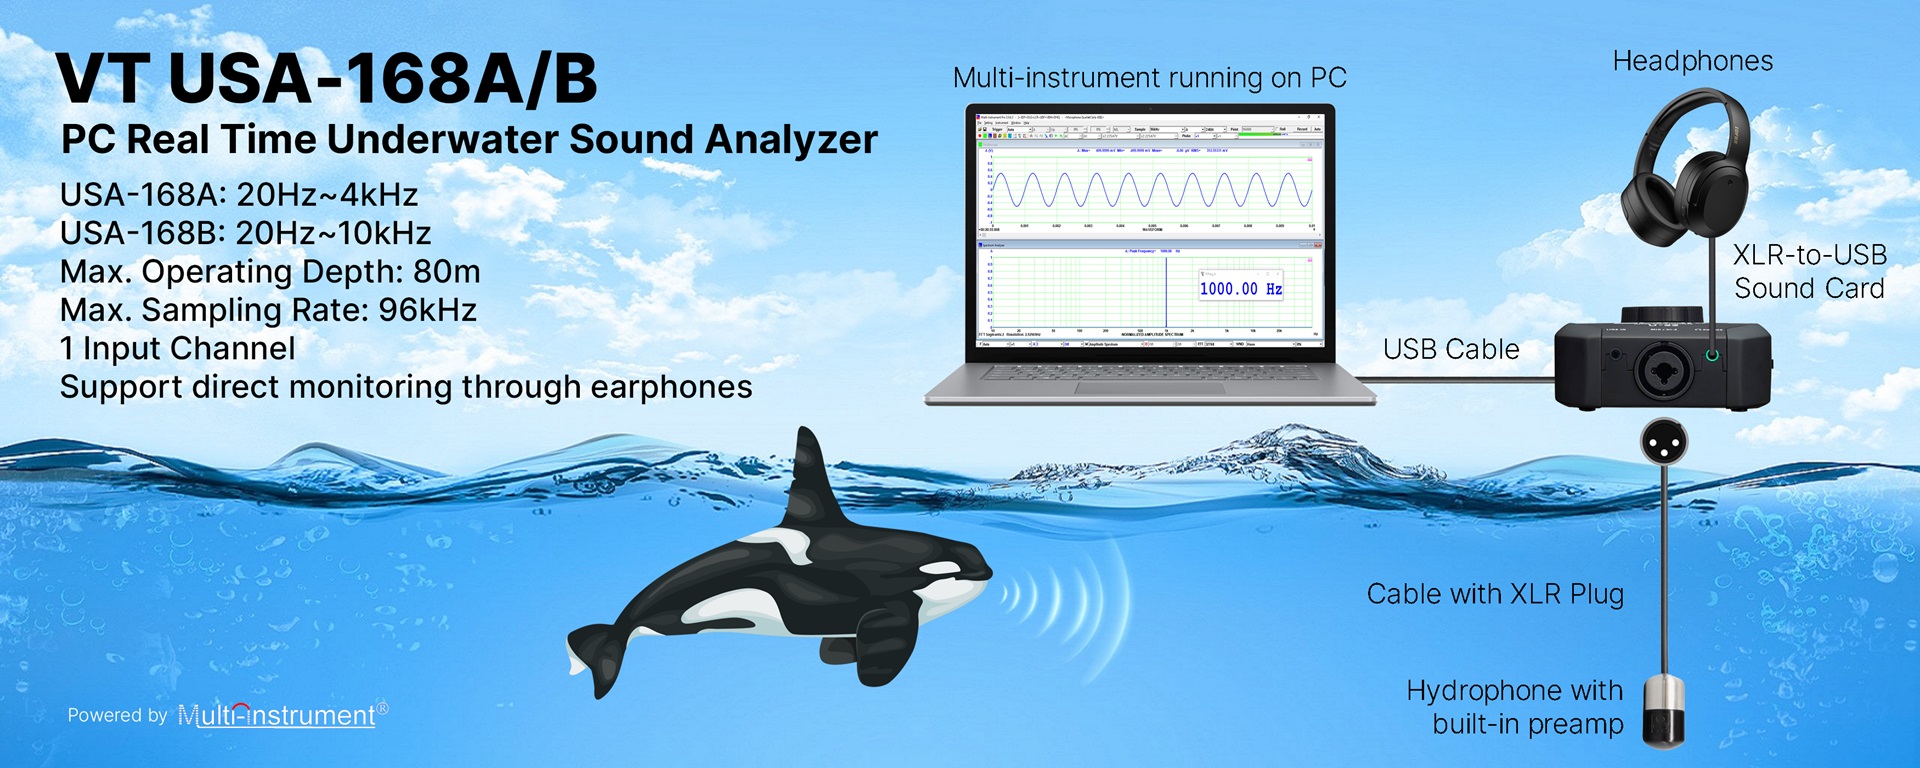 VT USA-168A/B
PC Real Time Underwater Sound Analyzer
USA-168A: 20Hz~4kHz
USA-168B: 20Hz~10kHz
Max. Operating Depth: 80m
Max. Sampling Rate: 96kHz
1 Input Channel
Support direct monitoring through earphones
Multi-instrument running on PC
1000.00 Hz
Headphones
XLR-to-USB
Sound Card
USB Cable
Cable with XLR Plug
Hydrophone with
built-in preamp
Powered by Multi-Instrument®